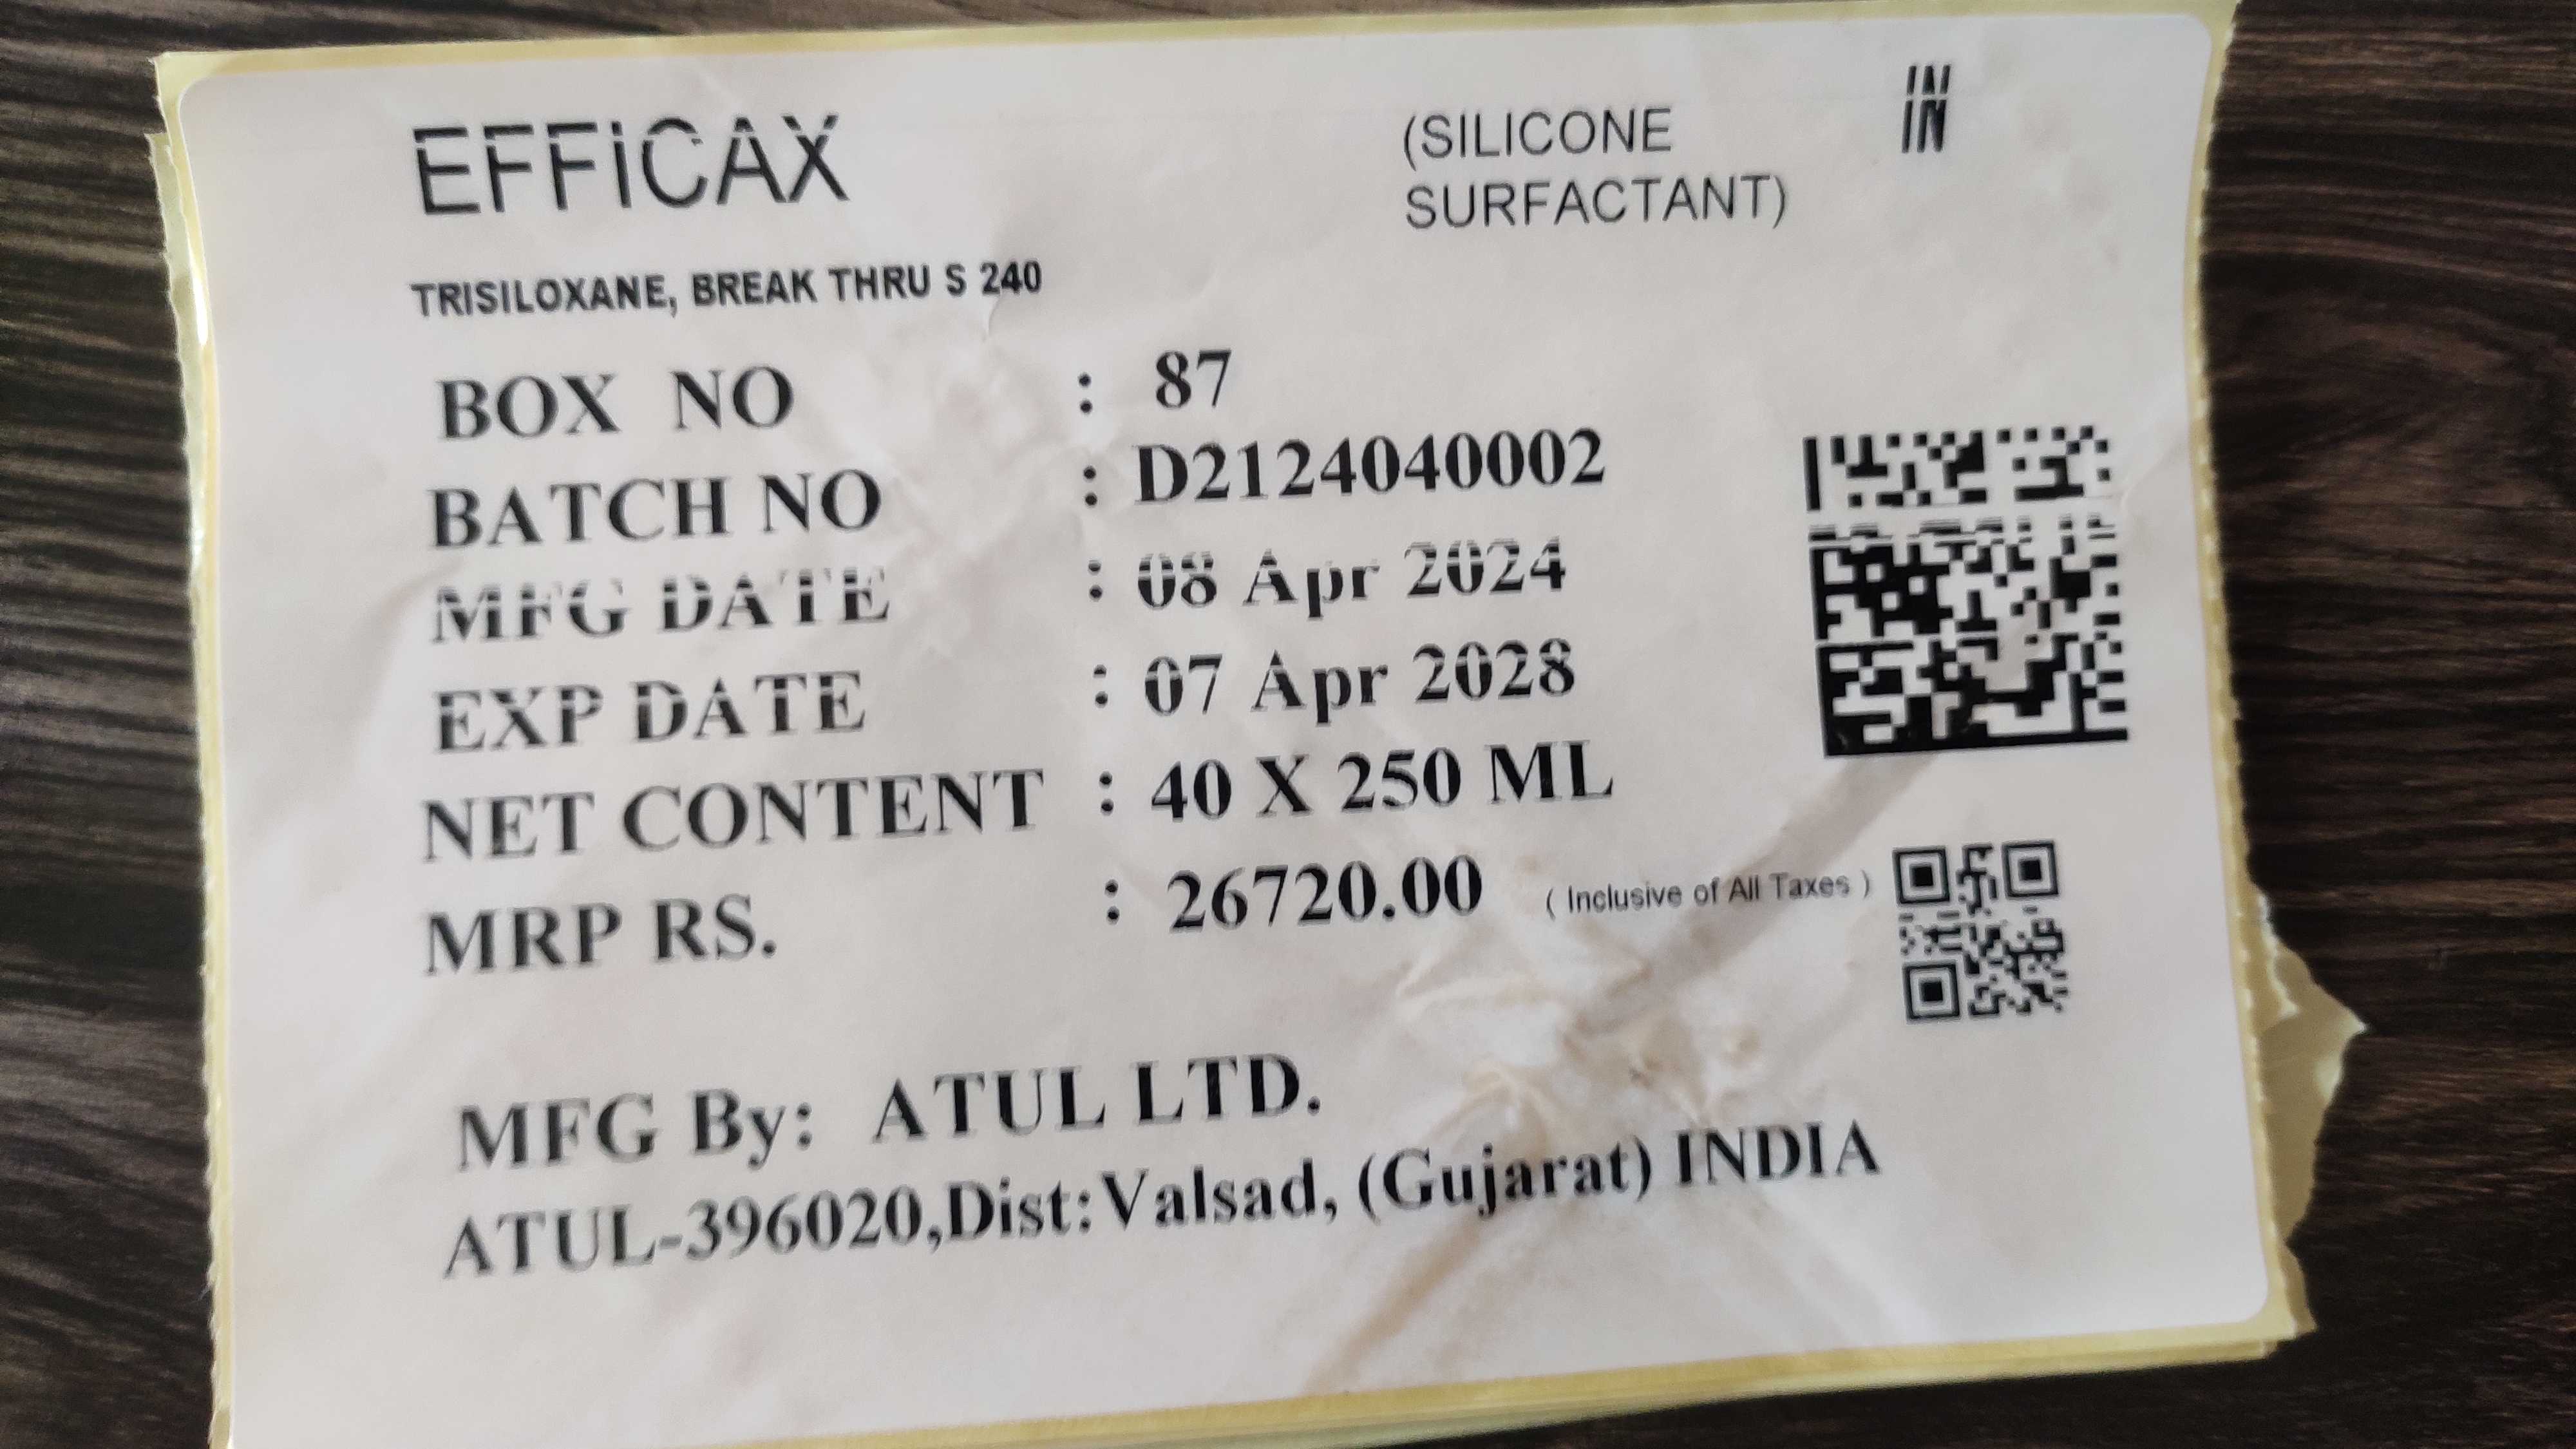 EFFICAX
(SILICONE
SURFACTANT)
IN
IN
TRISILOXANE, BREAK THRU S 240
BOX NO : 87
BATCH NO : D2124040002
MFG DATE : 08 Apr 2024
EXP DATE : 07 Apr 2028
NET CONTENT : 40 X 250 ML
MRP RS. : 26720.00 ( Inclusive of All Taxes )
MFG By: ATUL LTD.
ATUL-396020,Dist:Valsad, (Gujarat) INDIA